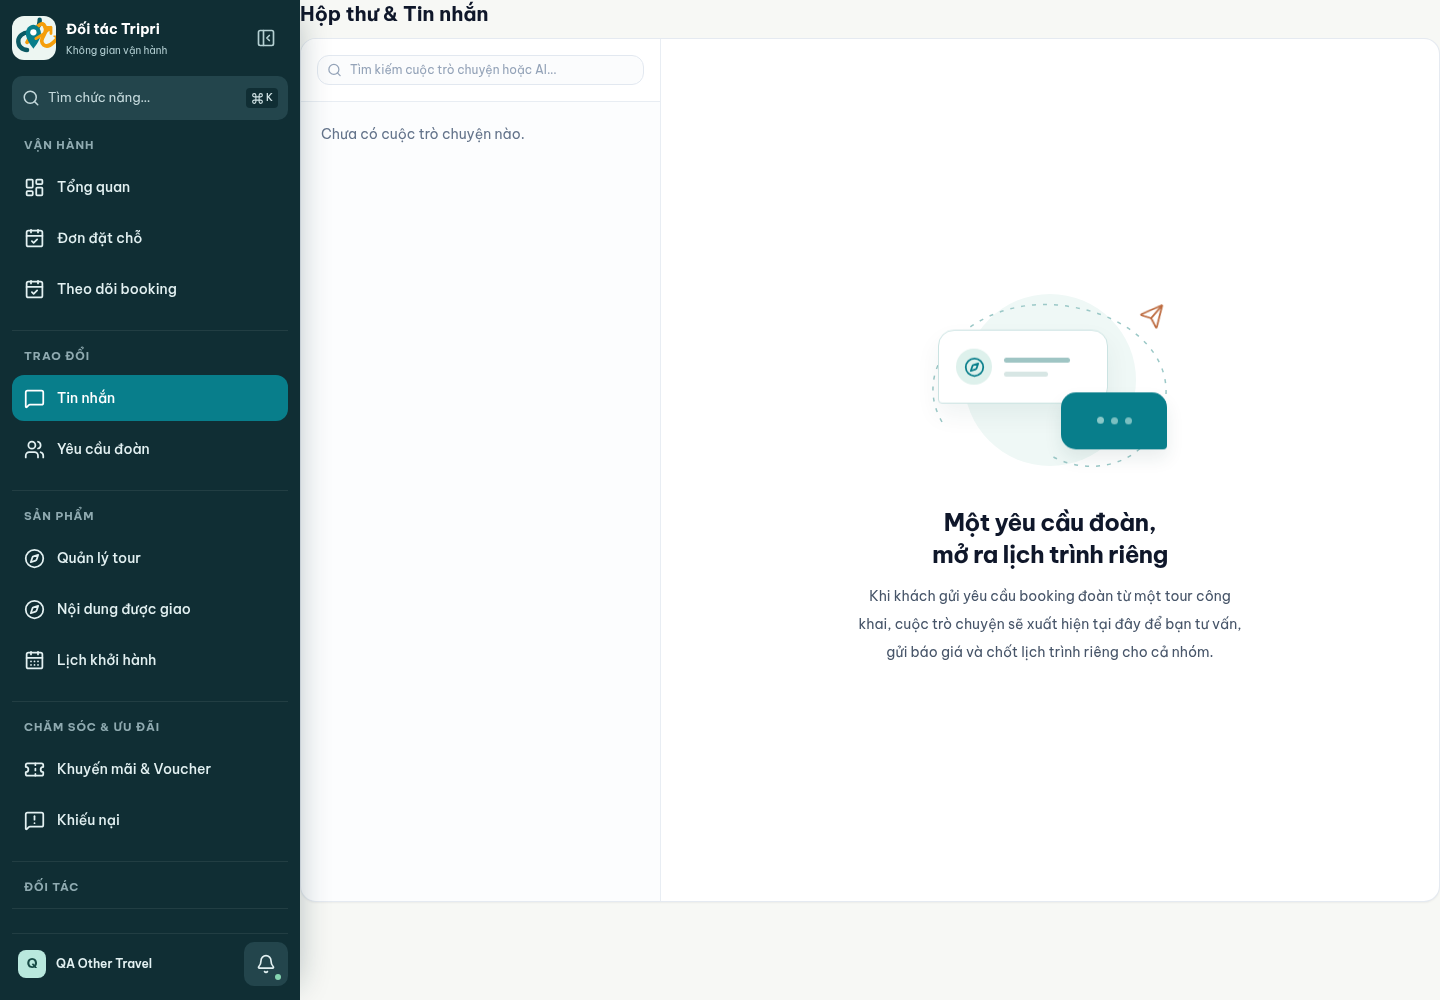 Đối tác Tripri
Không gian vận hành
Tìm chức năng...
⌘K
VẬN HÀNH
Tổng quan
Đơn đặt chỗ
Theo dõi booking
TRAO ĐỔI
Tin nhắn
Yêu cầu đoàn
SẢN PHẨM
Quản lý tour
Nội dung được giao
Lịch khởi hành
CHĂM SÓC & ƯU ĐÃI
Khuyến mãi & Voucher
Khiếu nại
ĐỐI TÁC
Q
QA Other Travel
Hộp thư & Tin nhắn
Tìm kiếm cuộc trò chuyện hoặc AI...
Chưa có cuộc trò chuyện nào.
Một yêu cầu đoàn,
mở ra lịch trình riêng
Khi khách gửi yêu cầu booking đoàn từ một tour công
khai, cuộc trò chuyện sẽ xuất hiện tại đây để bạn tư vấn,
gửi báo giá và chốt lịch trình riêng cho cả nhóm.